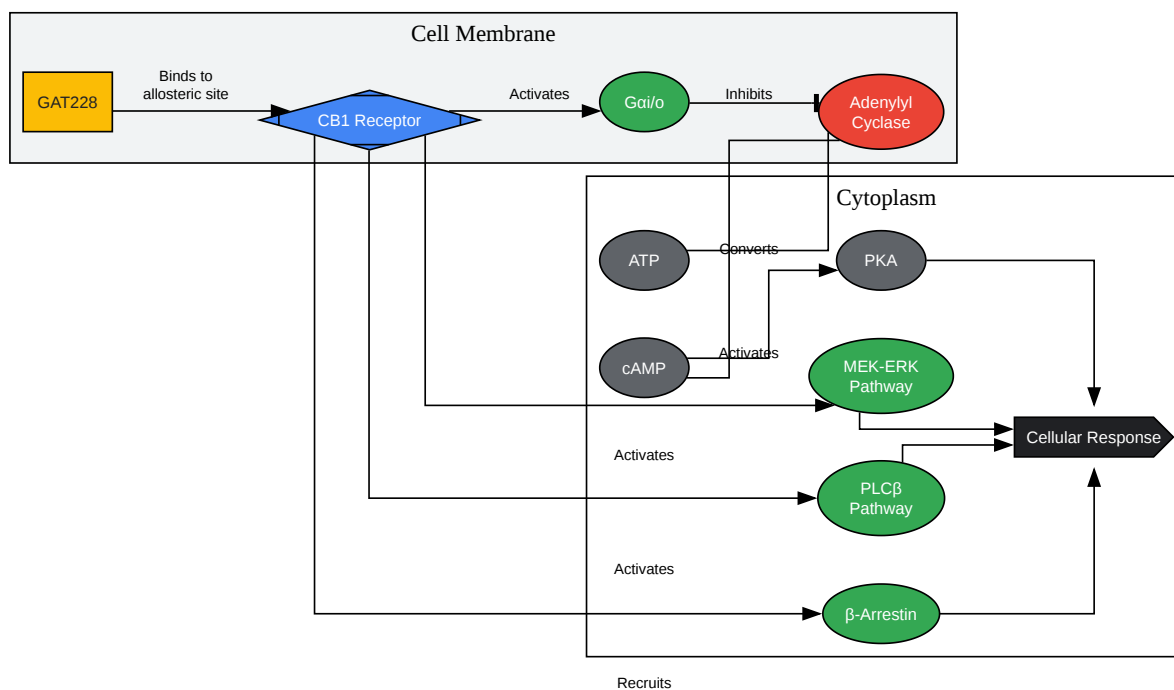 Cell Membrane
GAT228
Binds to
allosteric site
CB1 Receptor
Activates
Gαi/o
Inhibits
Adenylyl
Cyclase
Cytoplasm
ATP
Converts
PKA
cAMP
Activates
MEK-ERK
Pathway
Cellular Response
Activates
PLCβ
Pathway
Activates
β-Arrestin
Recruits